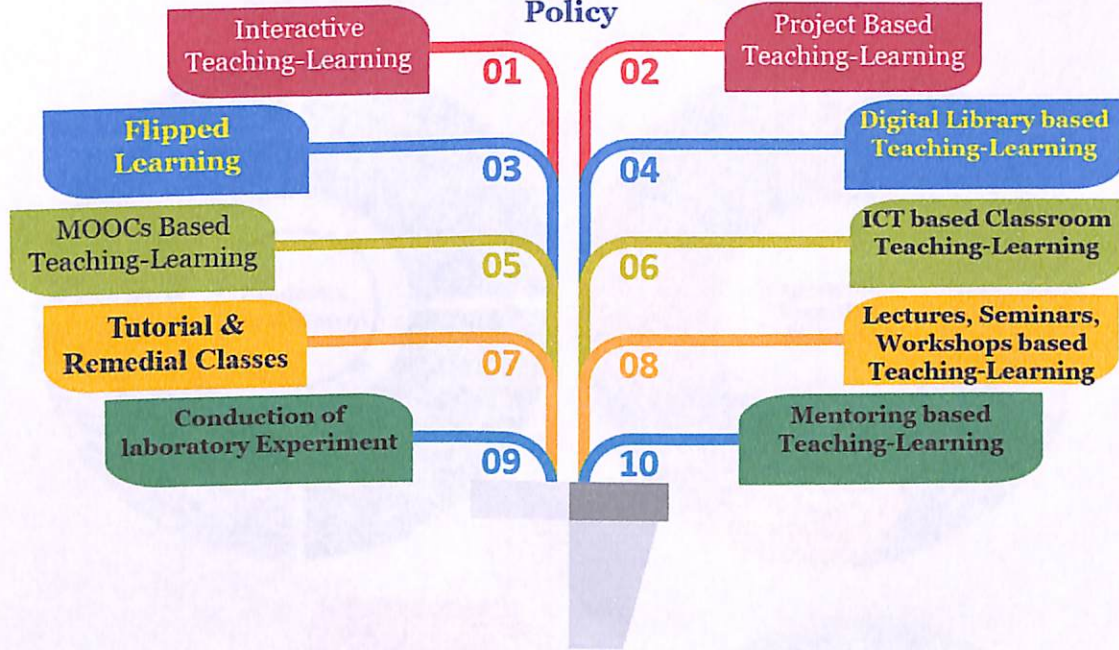 Policy
Interactive
Teaching-Learning
01
02
Project Based
Teaching-Learning
Flipped
Learning
03
04
Digital Library based
Teaching-Learning
MOOCs Based
Teaching-Learning
05
06
ICT based Classroom
Teaching-Learning
Tutorial &
Remedial Classes
07
08
Lectures, Seminars,
Workshops based
Teaching-Learning
Conduction of
laboratory Experiment
09
10
Mentoring based
Teaching-Learning